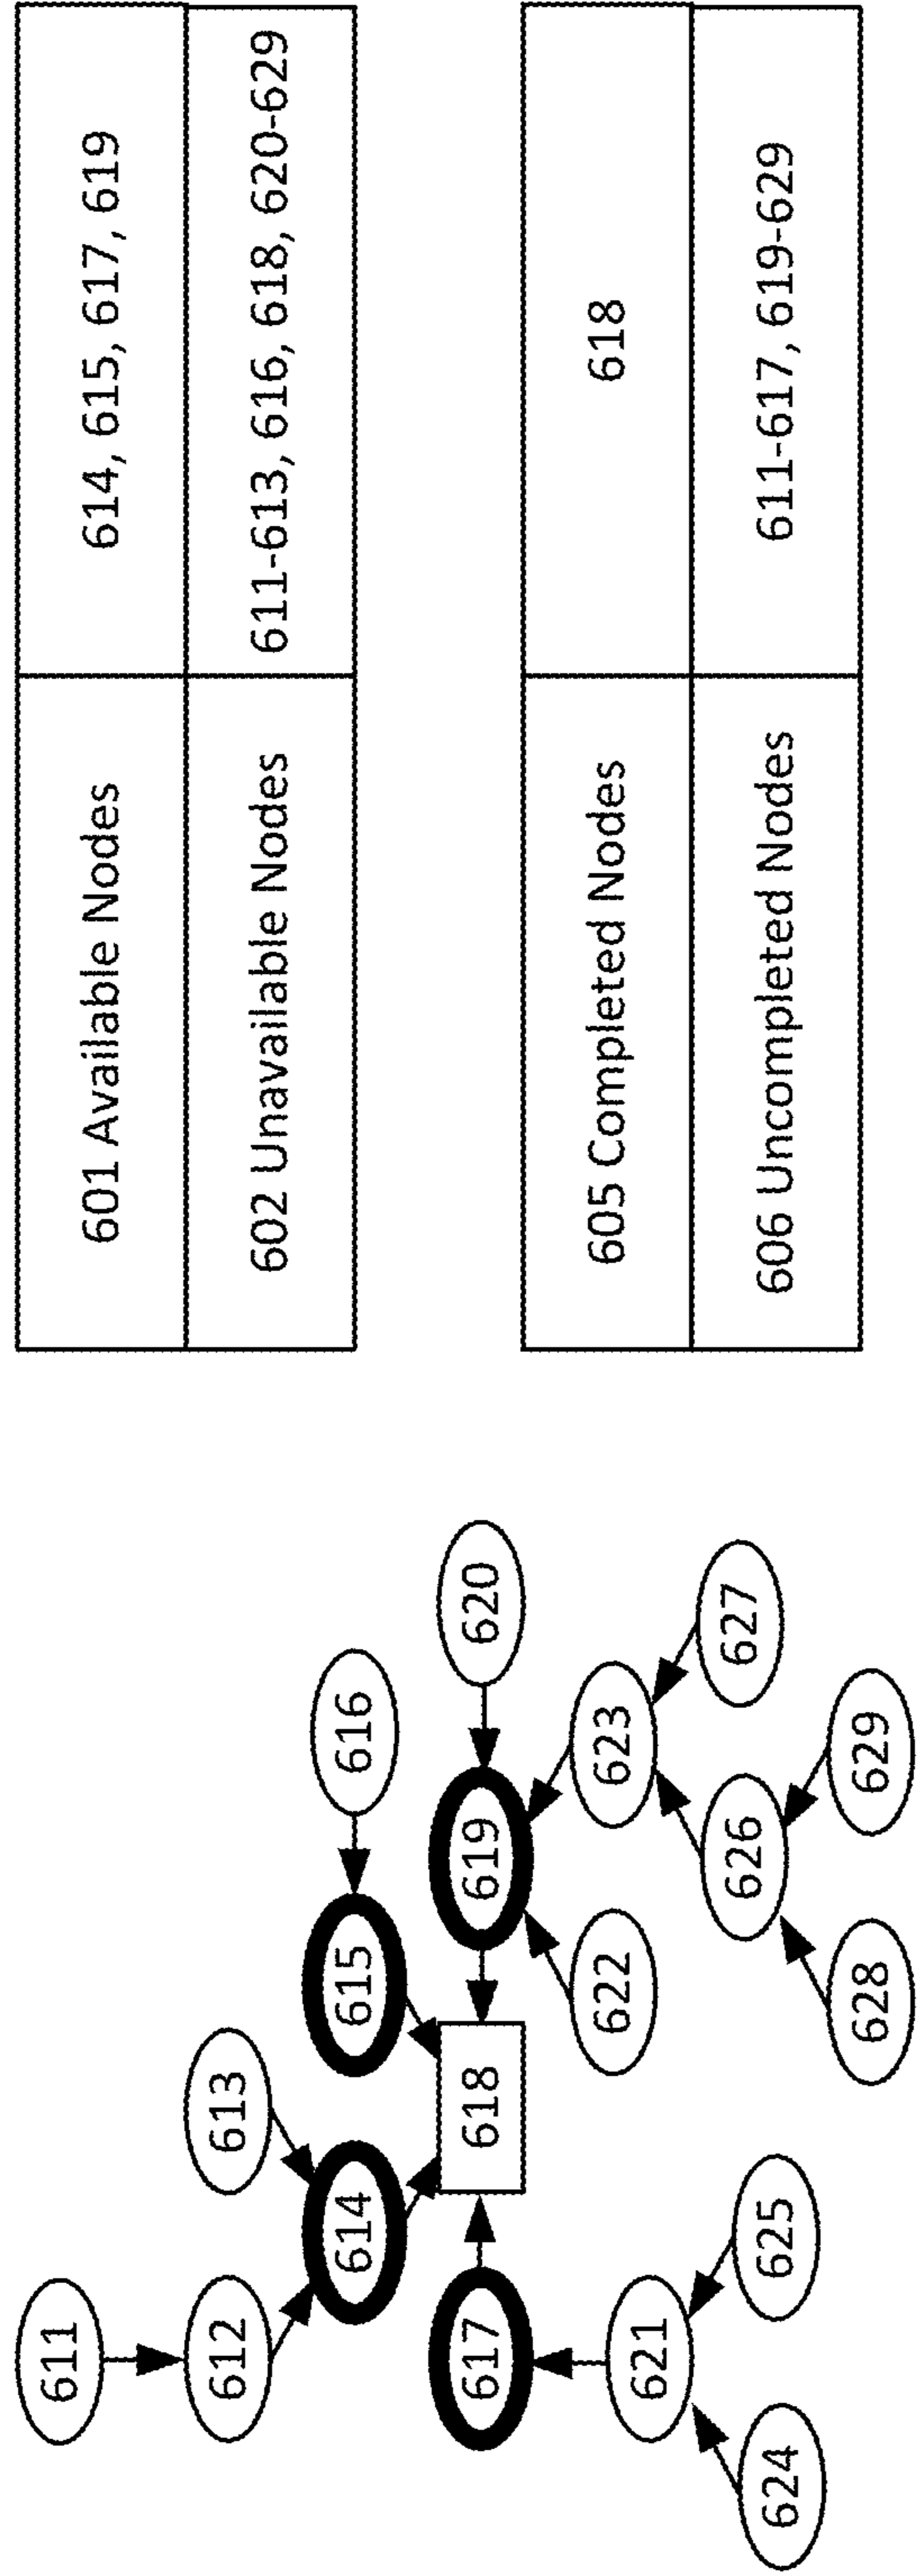 611
612 613
614 615 616
617 618 619 620
621 622 623
624 625 626 627
628 629
601 Available Nodes 614, 615, 617, 619
602 Unavailable Nodes 611-613, 616, 618, 620-629
605 Completed Nodes 618
606 Uncompleted Nodes 611-617, 619-629